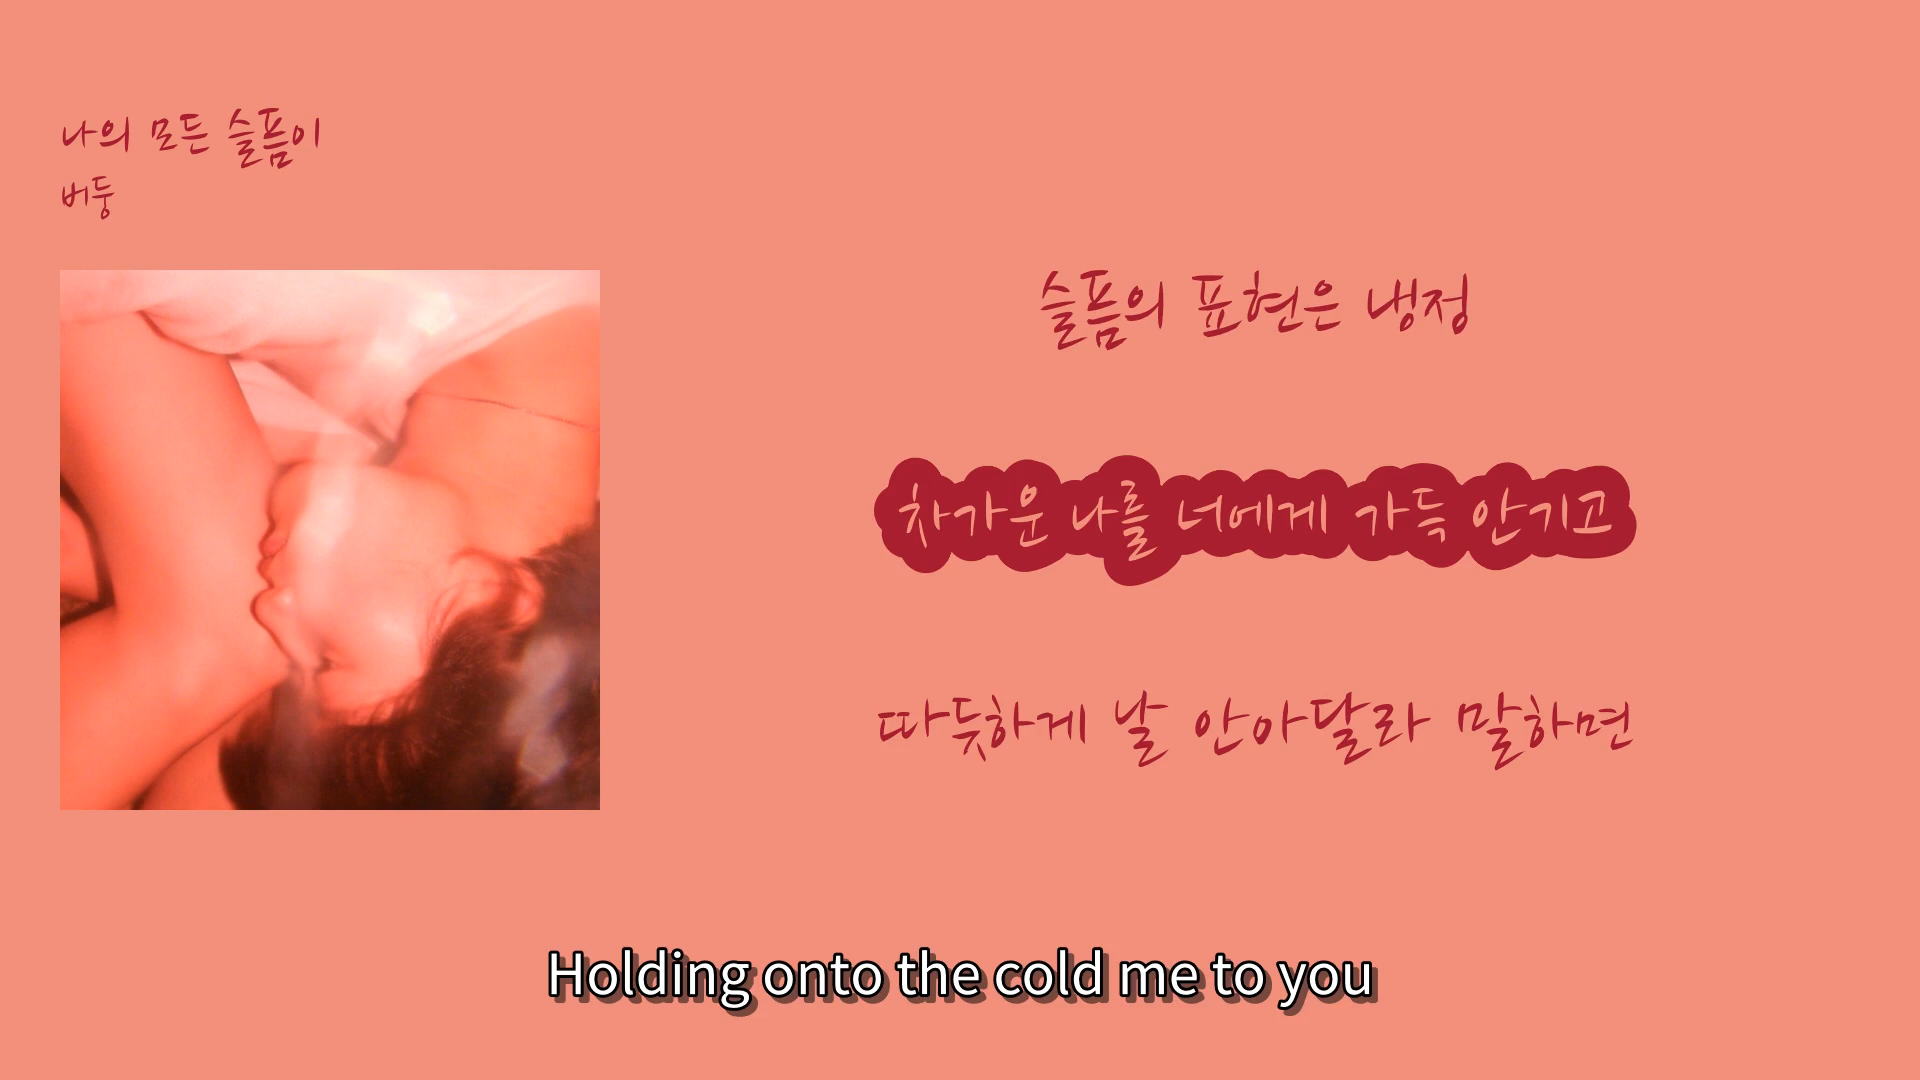 나의 모든 슬픔이
버둥
슬픔의 표현은 냉정
차가운 나를 너에게 가득 안기고
따듯하게 날 안아달라 말하면
Holding onto the cold me to you